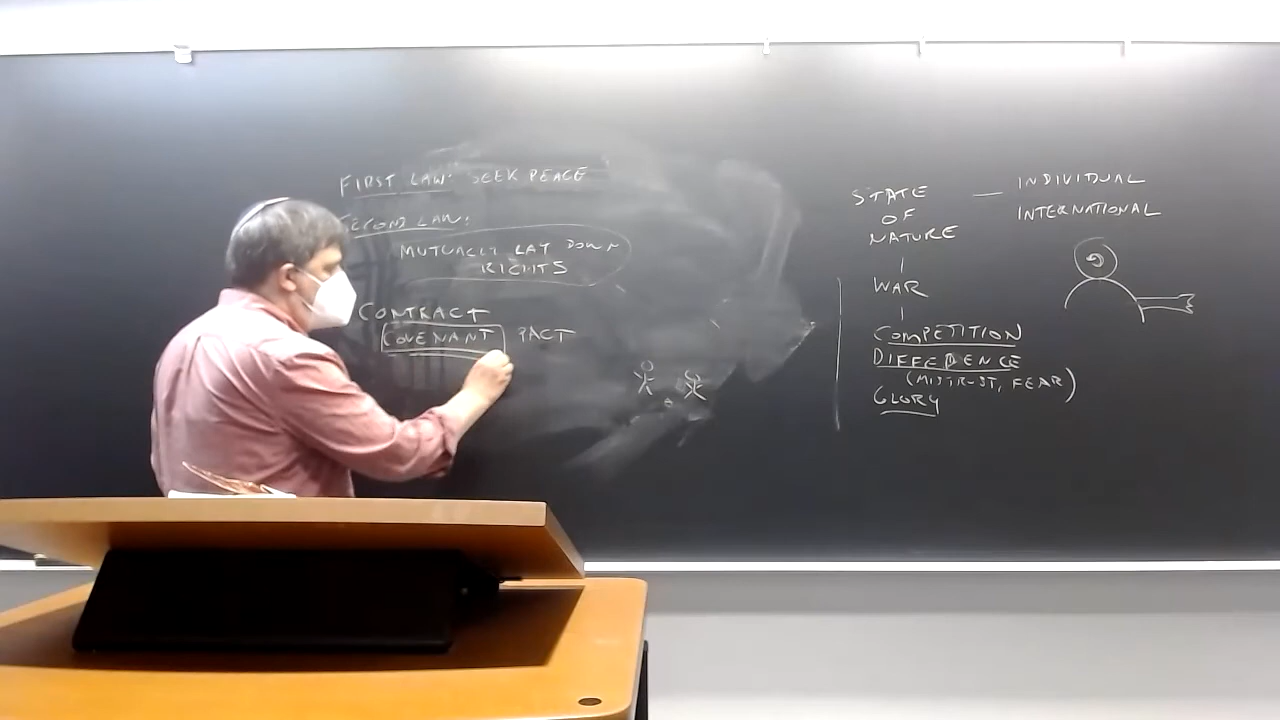 FIRST LAW: SEEK PEACE
SECOND LAW:
MUTUALLY LAY DOWN
RIGHTS
CONTRACT
COVENANT PACT
STATE
OF
NATURE
— INDIVIDUAL
INTERNATIONAL
WAR
COMPETITION
DIFFEDENCE
(MISTRUST, FEAR)
GLORY